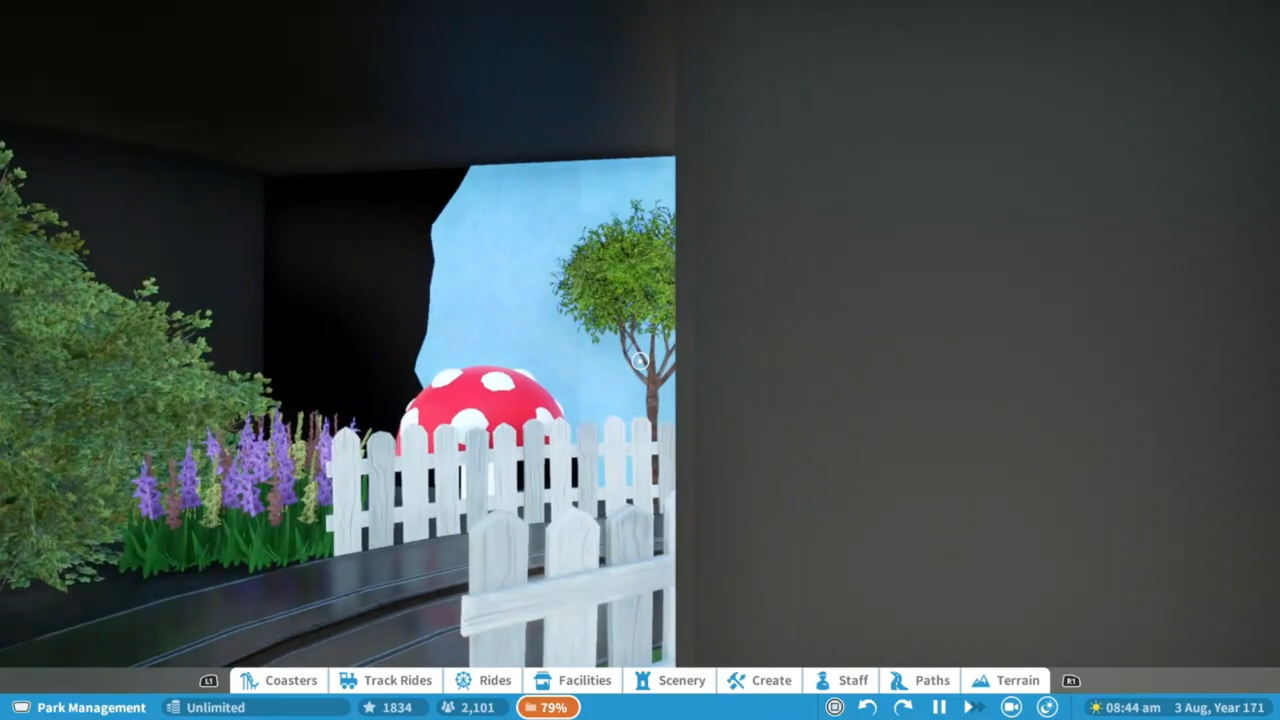 L1 Coasters Track Rides Rides Facilities Scenery Create Staff Paths Terrain R1
Park Management Unlimited 1834 2,101 79% 08:44 am 3 Aug, Year 171